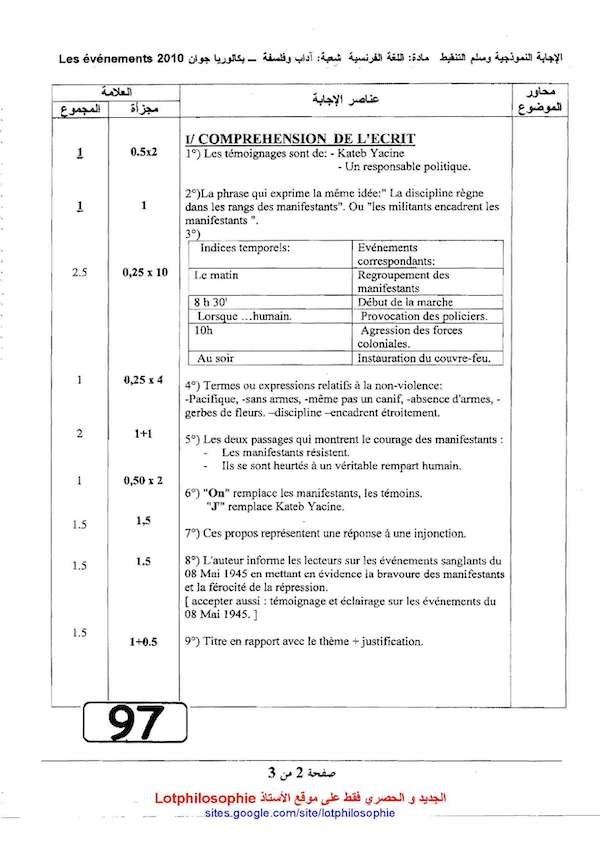 الإجابة النموذجية وسلم التنقيط مادة: اللغة الفرنسية شعبة: آداب وفلسفة – بكالوريا جوان 2010 Les événements
محاور الموضوع
عناصر الإجابة
العلامة
مجزأة
المجموع
I/ COMPREHENSION DE L'ECRIT
1 0.5x2 1°) Les témoignages sont de: - Kateb Yacine
- Un responsable politique.
2°)La phrase qui exprime la même idée:" La discipline règne
1 1 dans les rangs des manifestants". Ou "les militants encadrent les
manifestants ".
3°)
Indices temporels: Evénements
correspondants:
2.5 0,25 x 10 Le matin Regroupement des
manifestants
8 h 30' Début de la marche
Lorsque ...humain. Provocation des policiers.
10h Agression des forces
coloniales.
Au soir Instauration du couvre-feu.
1 0,25 x 4 4°) Termes ou expressions relatifs à la non-violence:
-Pacifique, -sans armes, -même pas un canif, -absence d'armes, -
gerbes de fleurs. –discipline –encadrent étroitement.
2 1+1 5°) Les deux passages qui montrent le courage des manifestants :
- Les manifestants résistent.
- Ils se sont heurtés à un véritable rempart humain.
1 0,50 x 2 6°) "On" remplace les manifestants, les témoins.
"J'" remplace Kateb Yacine.
1.5 1,5 7°) Ces propos représentent une réponse à une injonction.
1.5 1.5 8°) L'auteur informe les lecteurs sur les événements sanglants du
08 Mai 1945 en mettant en évidence la bravoure des manifestants
et la férocité de la répression.
[ accepter aussi : témoignage et éclairage sur les événements du
08 Mai 1945. ]
1.5 1+0.5 9°) Titre en rapport avec le thème + justification.
97
صفحة 2 من 3
الجديد و الحصري فقط على موقع الأستاذ Lotphilosophie
sites.google.com/site/lotphilosophie